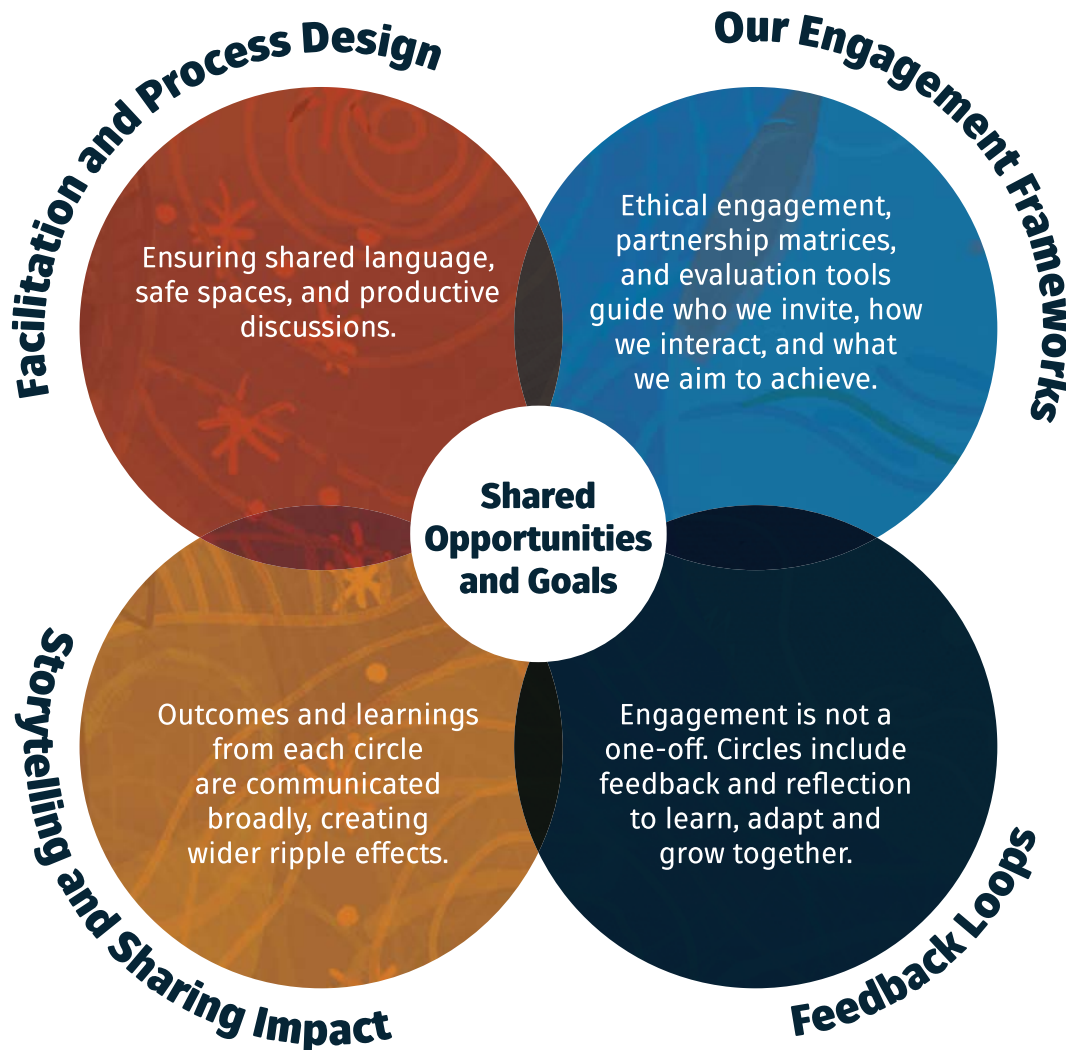 Facilitation and Process Design
Ensuring shared language,
safe spaces, and productive
discussions.
Our Engagement Frameworks
Ethical engagement,
partnership matrices,
and evaluation tools
guide who we invite, how
we interact, and what
we aim to achieve.
Shared
Opportunities
and Goals
Storytelling and Sharing Impact
Outcomes and learnings
from each circle
are communicated
broadly, creating
wider ripple effects.
Feedback Loops
Engagement is not a
one-off. Circles include
feedback and reflection
to learn, adapt and
grow together.